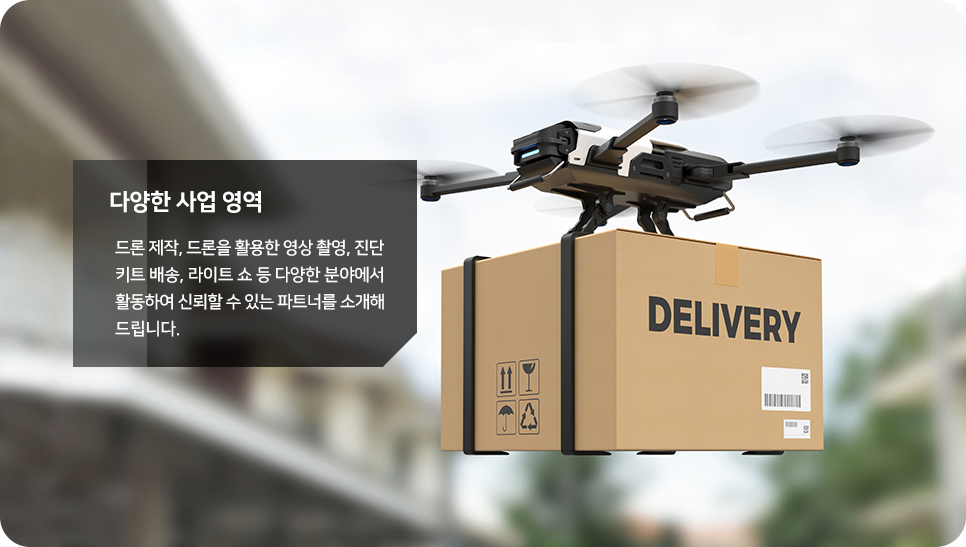 다양한 사업 영역
드론 제작, 드론을 활용한 영상 촬영, 진단
키트 배송, 라이트 쇼 등 다양한 분야에서
활동하여 신뢰할 수 있는 파트너를 소개해
드립니다.
DELIVERY